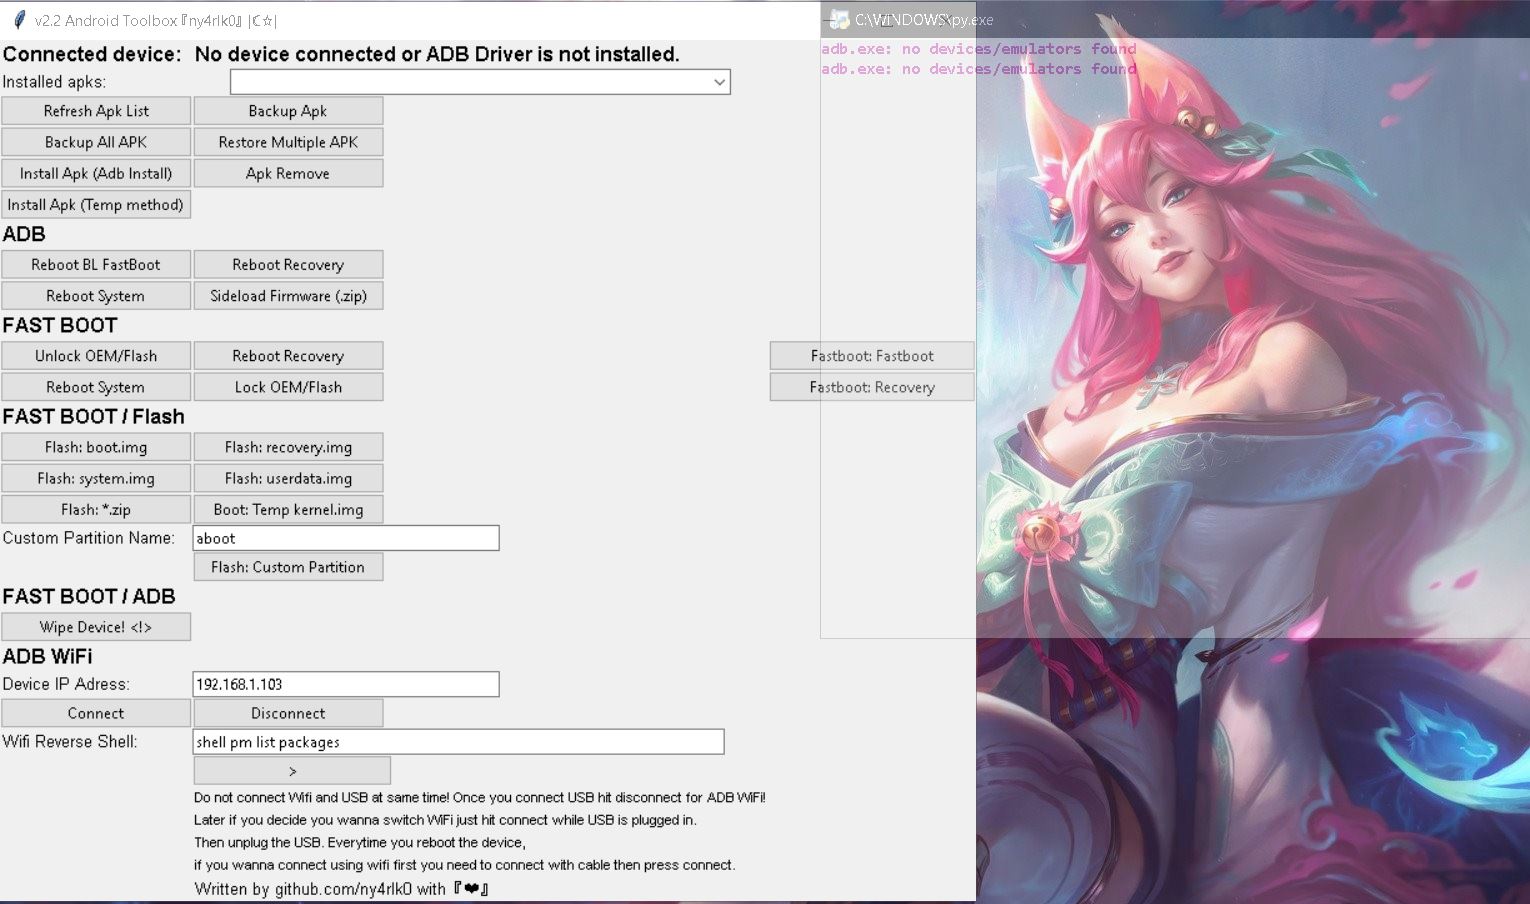 v2.2 Android Toolbox『ny4rlk0』|☾☆|
C:\WINDOWS\py.exe
adb.exe: no devices/emulators found
adb.exe: no devices/emulators found
Connected device: No device connected or ADB Driver is not installed.
Installed apks:
Refresh Apk List Backup Apk
Backup All APK Restore Multiple APK
Install Apk (Adb Install) Apk Remove
Install Apk (Temp method)
ADB
Reboot BL FastBoot Reboot Recovery
Reboot System Sideload Firmware (.zip)
FAST BOOT
Unlock OEM/Flash Reboot Recovery Fastboot: Fastboot
Reboot System Lock OEM/Flash Fastboot: Recovery
FAST BOOT / Flash
Flash: boot.img Flash: recovery.img
Flash: system.img Flash: userdata.img
Flash: *.zip Boot: Temp kernel.img
Custom Partition Name: aboot
Flash: Custom Partition
FAST BOOT / ADB
Wipe Device! <!>
ADB WiFi
Device IP Adress: 192.168.1.103
Connect Disconnect
Wifi Reverse Shell: shell pm list packages
>
Do not connect Wifi and USB at same time! Once you connect USB hit disconnect for ADB WiFi!
Later if you decide you wanna switch WiFi just hit connect while USB is plugged in.
Then unplug the USB. Everytime you reboot the device,
if you wanna connect using wifi first you need to connect with cable then press connect.
Written by github.com/ny4rlk0 with『❤』